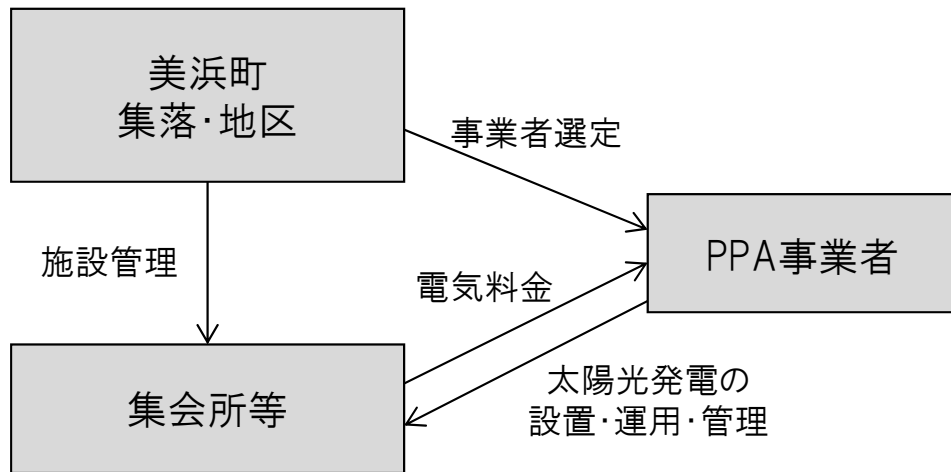 美浜町
集落･地区
事業者選定
PPA事業者
施設管理
電気料金
集会所等
太陽光発電の
設置･運用･管理